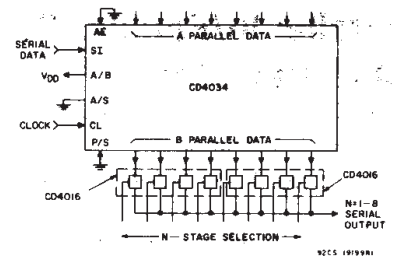 AE
A PARALLEL DATA
SERIAL DATA
SI
VDD
A/B
CD4034
A/S
CLOCK
CL
P/S
B PARALLEL DATA
CD4016
CD4016
N=1-8
SERIAL
OUTPUT
N-STAGE SELECTION
92CS 19199R1